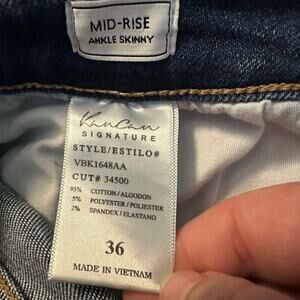 MID-RISE
ANKLE SKINNY
KanCan
SIGNATURE
STYLE/ESTILO#
VBK1648AA
CUT# 34500
93% COTTON/ALGODON
5% POLYESTER/POLIESTER
2% SPANDEX/ELASTANO
36
MADE IN VIETNAM